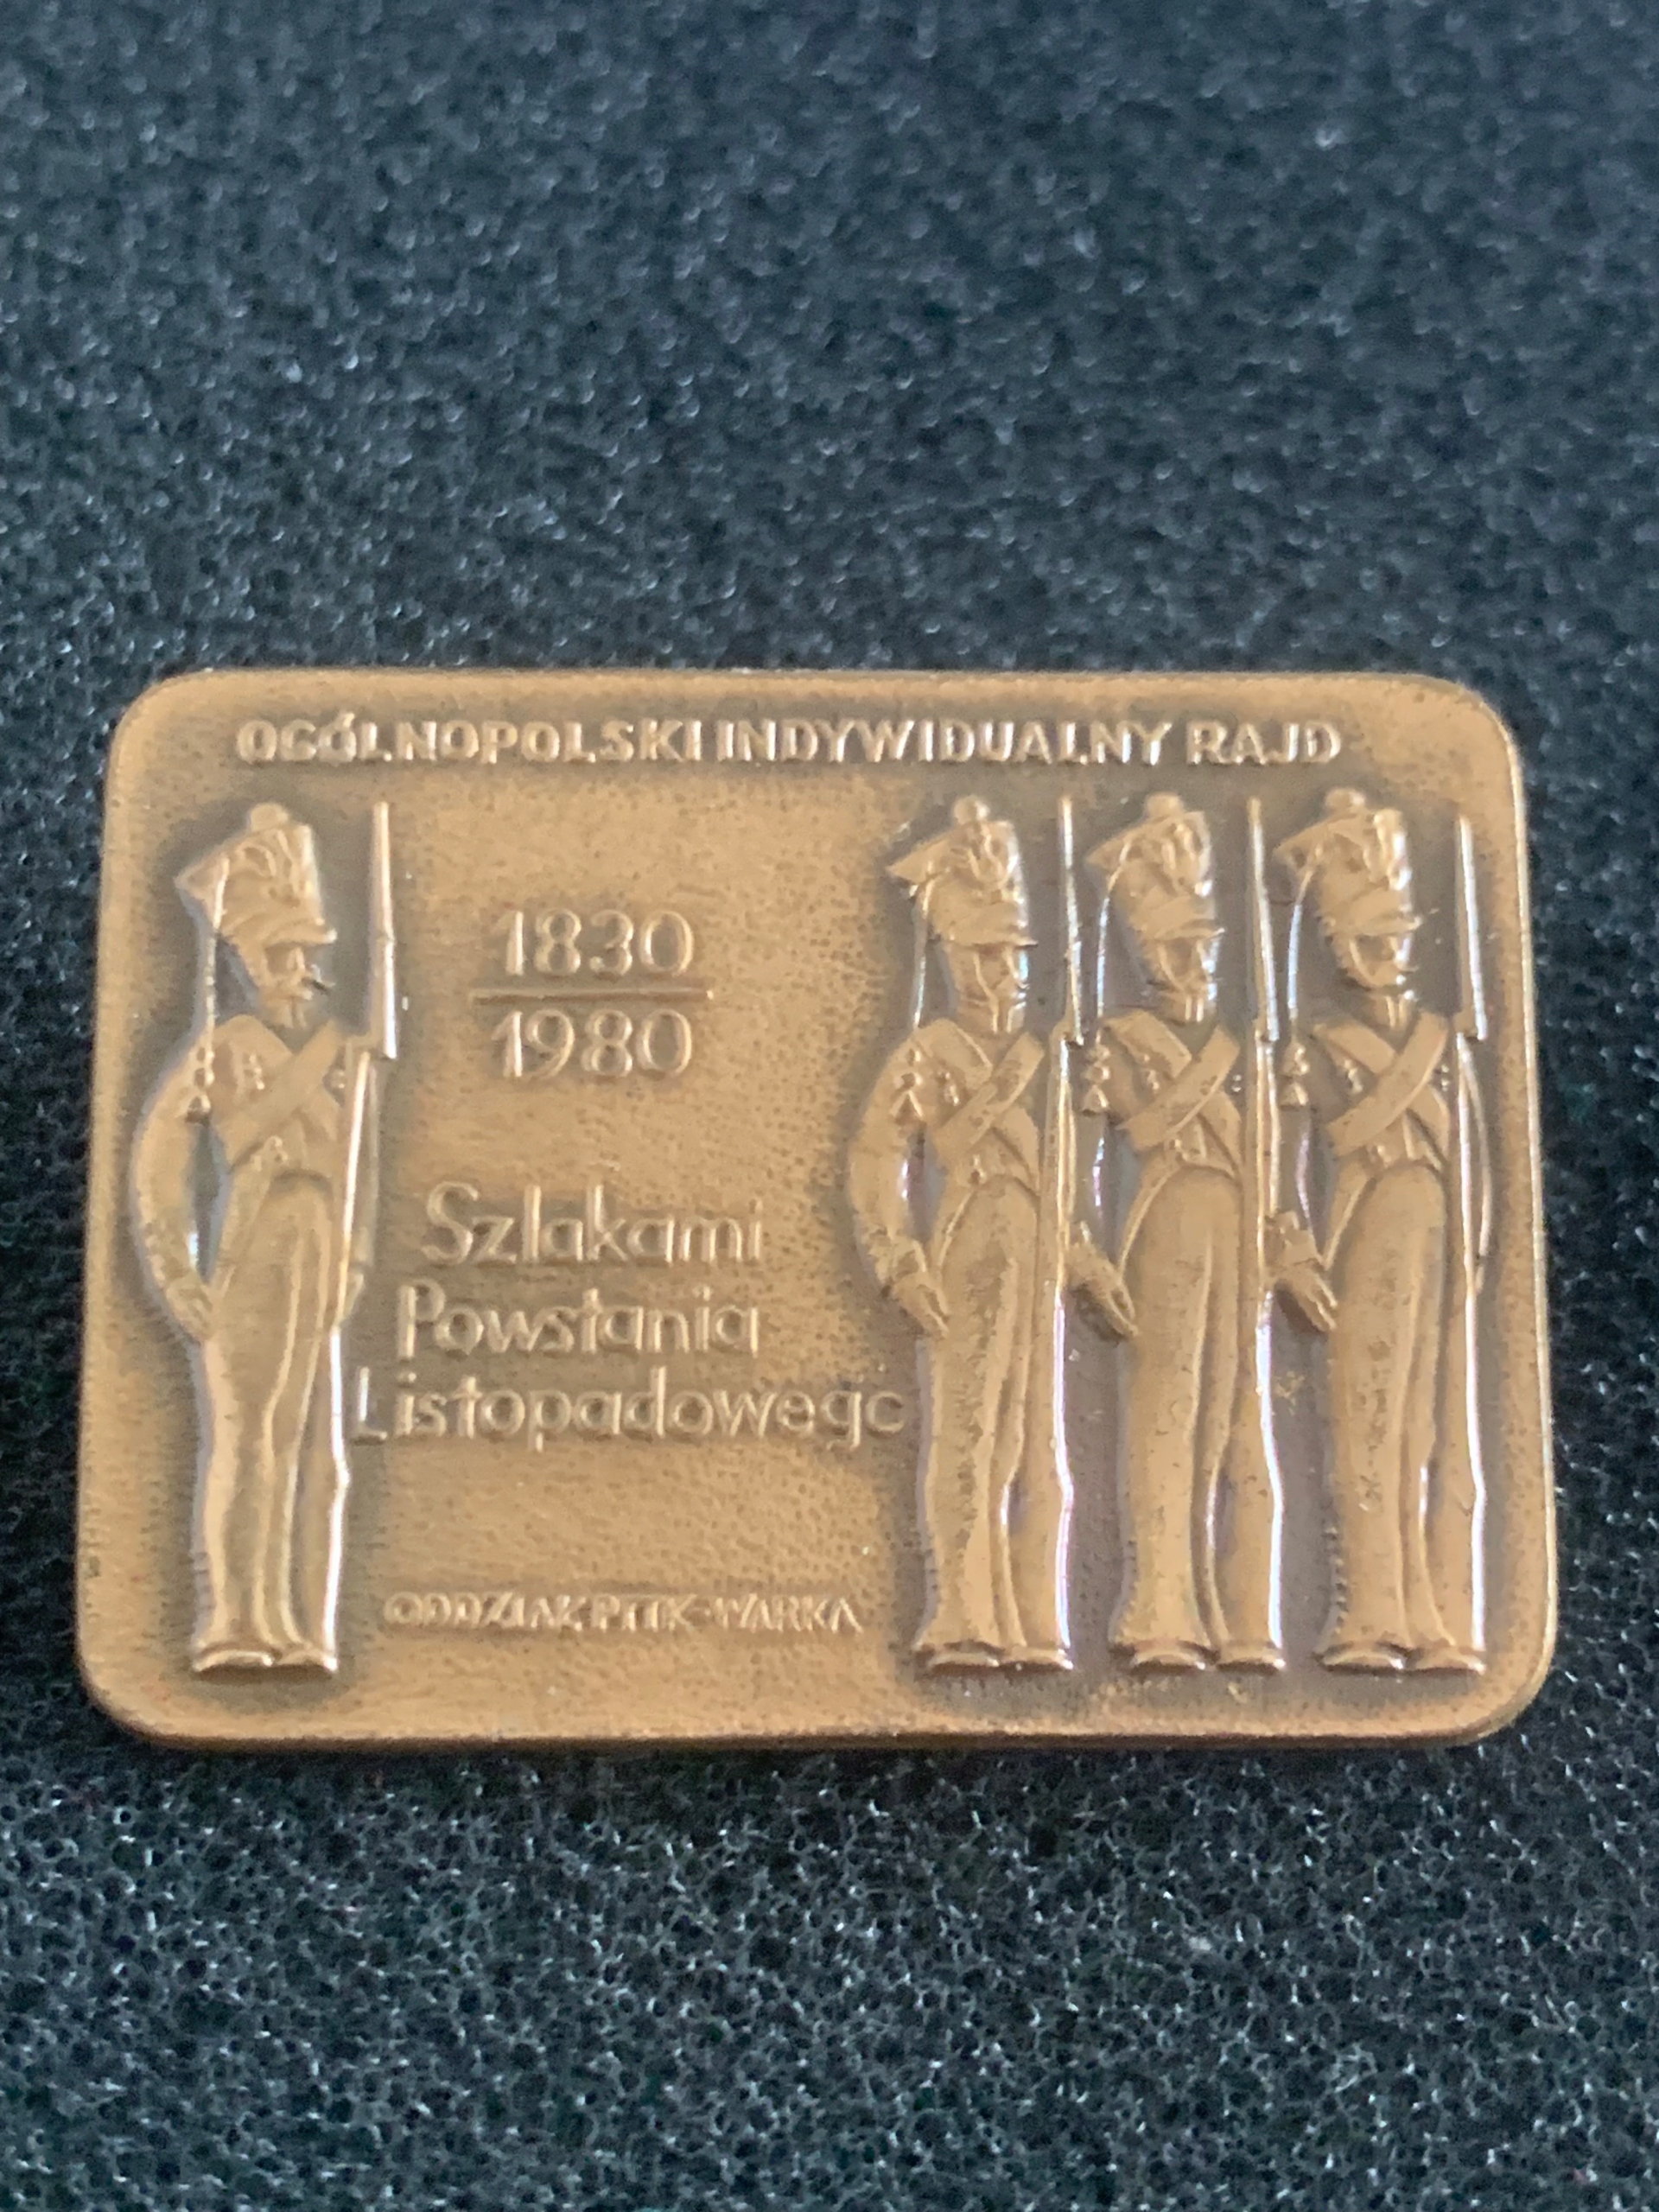 OGÓLNOPOLSKI INDYWIDUALNY RAJD
1830
1980
Szlakami
Powstania
Listopadowego
ODDZIAŁ PTTK-WARKA